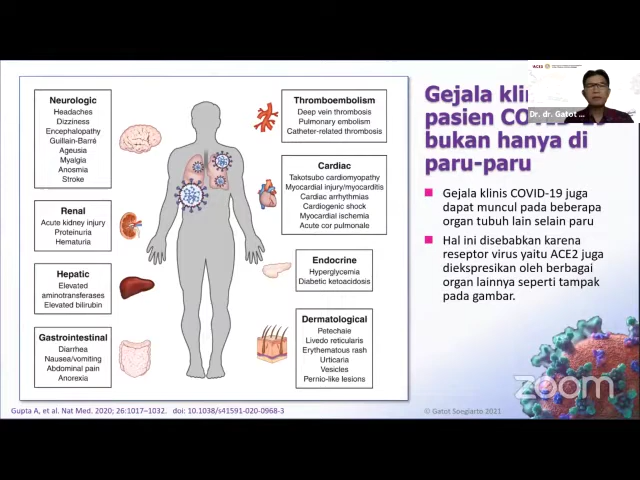 Neurologic
Headaches
Dizziness
Encephalopathy
Guillain-Barré
Ageusia
Myalgia
Anosmia
Stroke
Renal
Acute kidney injury
Proteinuria
Hematuria
Hepatic
Elevated
aminotransferases
Elevated bilirubin
Gastrointestinal
Diarrhea
Nausea/vomiting
Abdominal pain
Anorexia
Thromboembolism
Deep vein thrombosis
Pulmonary embolism
Catheter-related thrombosis
Cardiac
Takotsubo cardiomyopathy
Myocardial injury/myocarditis
Cardiac arrhythmias
Cardiogenic shock
Myocardial ischemia
Acute cor pulmonale
Endocrine
Hyperglycemia
Diabetic ketoacidosis
Dermatological
Petechiae
Livedo reticularis
Erythematous rash
Urticaria
Vesicles
Pernio-like lesions
Gejala kli
pasien CO
bukan hanya di
paru-paru
Gejala klinis COVID-19 juga
dapat muncul pada beberapa
organ tubuh lain selain paru
Hal ini disebabkan karena
reseptor virus yaitu ACE2 juga
diekspresikan oleh berbagai
organ lainnya seperti tampak
pada gambar.
Dr. dr. Gatot ...
zoom
Gupta A, et al. Nat Med. 2020; 26:1017–1032. doi: 10.1038/s41591-020-0968-3
© Gatot Soegiarto 2021